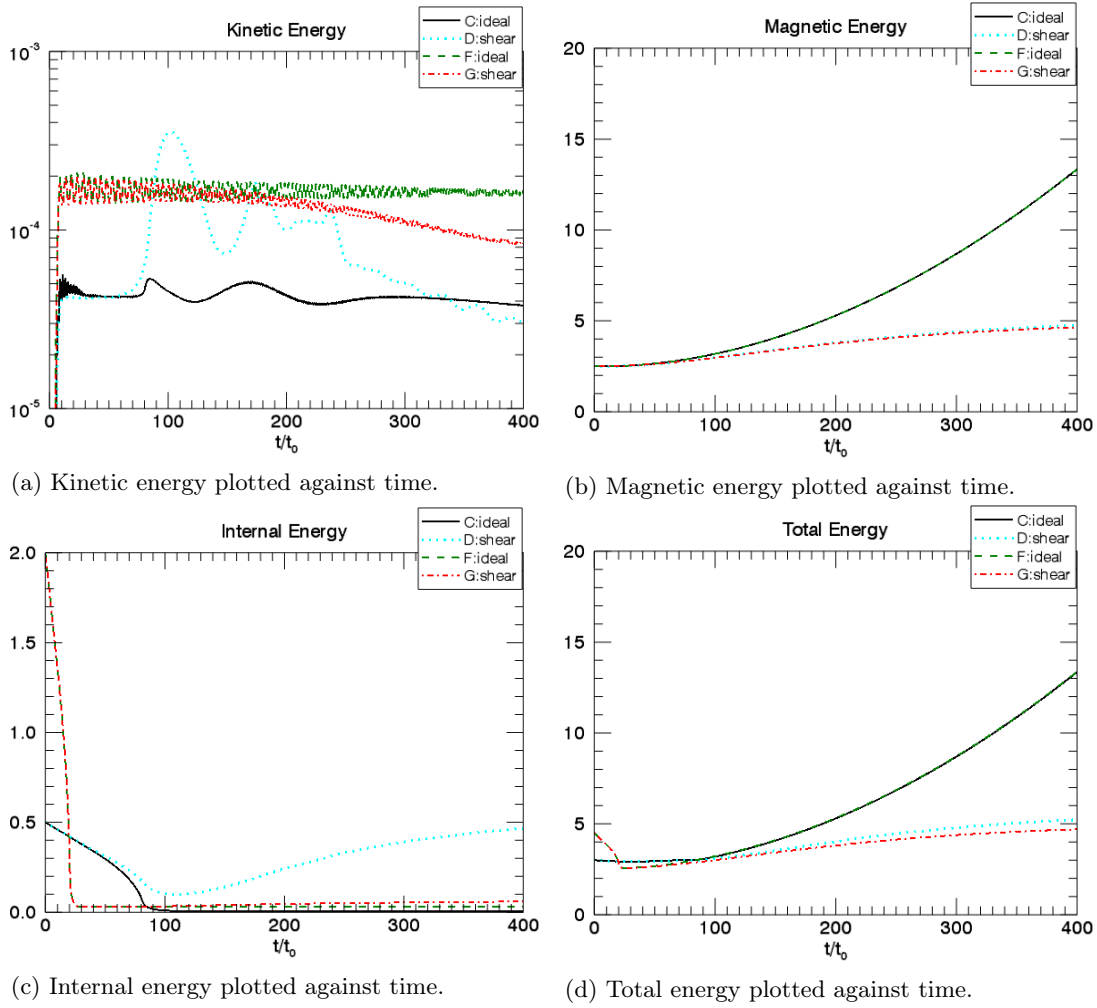 Kinetic Energy
C:ideal
D:shear
F:ideal
G:shear
10-3
10-4
10-5
0 100 200 300 400
t/t0
(a) Kinetic energy plotted against time.
Magnetic Energy
C:ideal
D:shear
F:ideal
G:shear
20
15
10
5
0
0 100 200 300 400
t/t0
(b) Magnetic energy plotted against time.
Internal Energy
C:ideal
D:shear
F:ideal
G:shear
2.0
1.5
1.0
0.5
0.0
0 100 200 300 400
t/t0
(c) Internal energy plotted against time.
Total Energy
C:ideal
D:shear
F:ideal
G:shear
20
15
10
5
0
0 100 200 300 400
t/t0
(d) Total energy plotted against time.